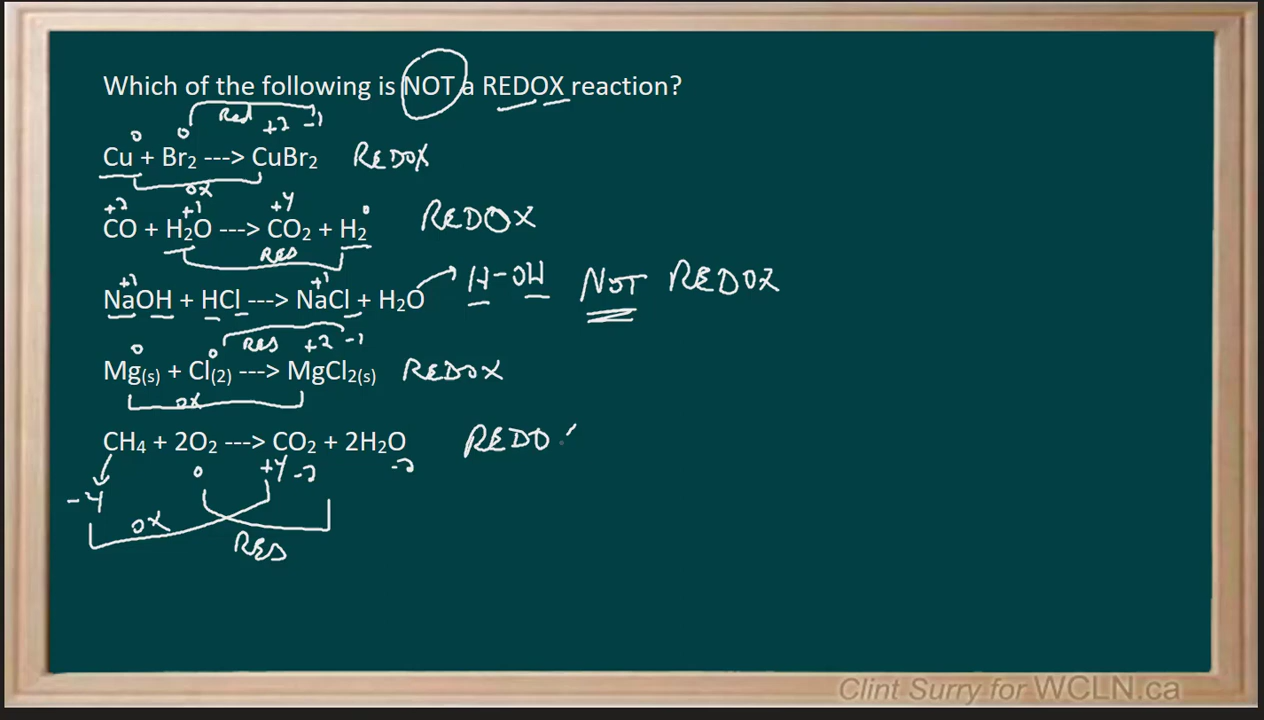 Which of the following is NOT a REDOX reaction?
Red
0 0 +2 -1
Cu + Br2 ---> CuBr2 REDOX
ox
+2 +1 +4 0
CO + H2O ---> CO2 + H2 REDOX
RED
+1 +1
NaOH + HCl ---> NaCl + H2O H-OH NOT REDOX
RED
0 0 +2 -1
Mg(s) + Cl(2) ---> MgCl2(s) REDOX
ox
CH4 + 2O2 ---> CO2 + 2H2O REDO
-4 0 +4 -2 -2
ox
RED
Clint Surry for WCLN.ca